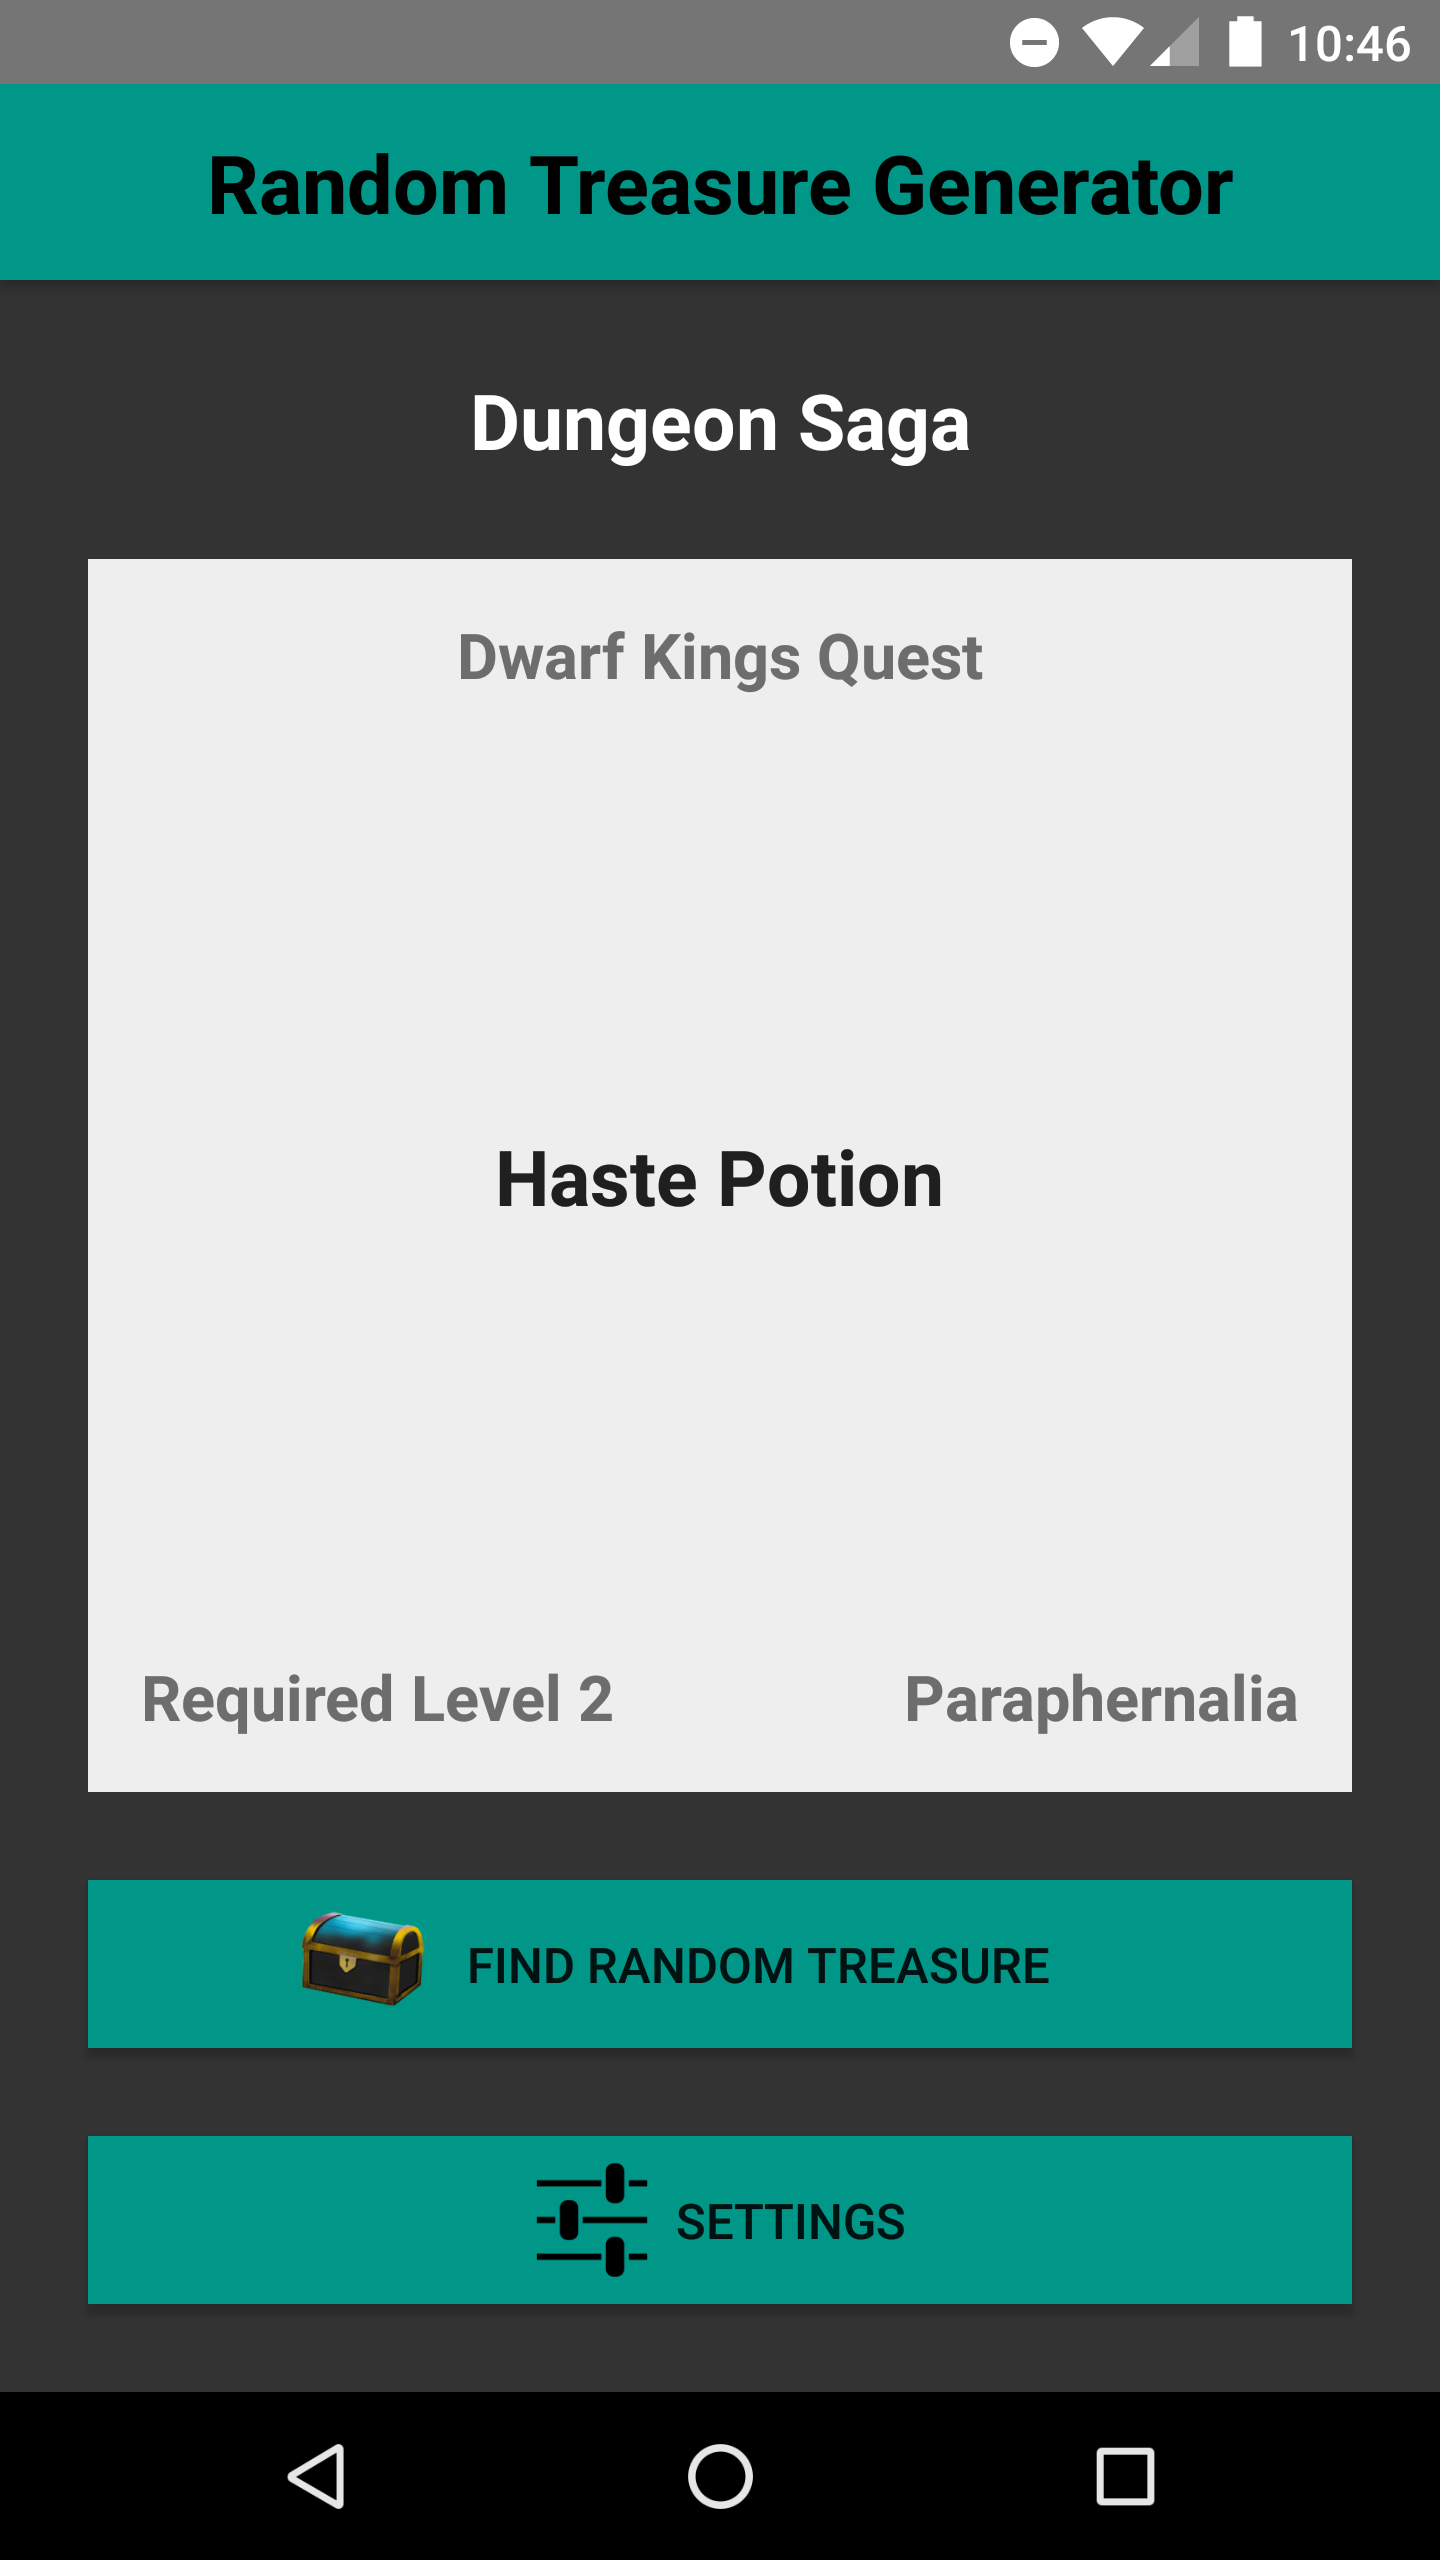 10:46
Random Treasure Generator
Dungeon Saga
Dwarf Kings Quest
Haste Potion
Required Level 2 Paraphernalia
FIND RANDOM TREASURE
SETTINGS